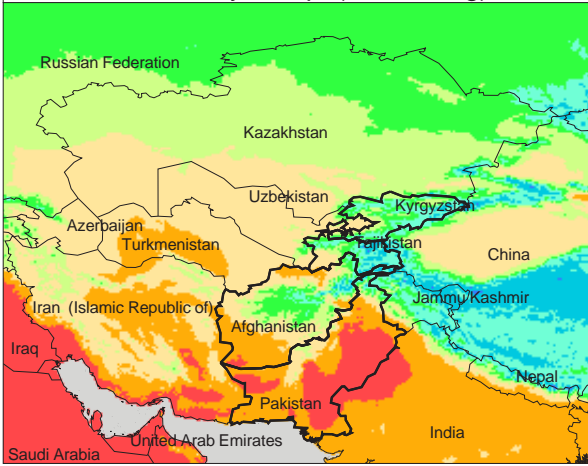 Russian Federation
Kazakhstan
Uzbekistan
Kyrgyzstan
Azerbaijan
Turkmenistan
Tajikistan
China
Iran (Islamic Republic of)
Jammu/Kashmir
Afghanistan
Iraq
Nepal
Pakistan
United Arab Emirates
India
Saudi Arabia